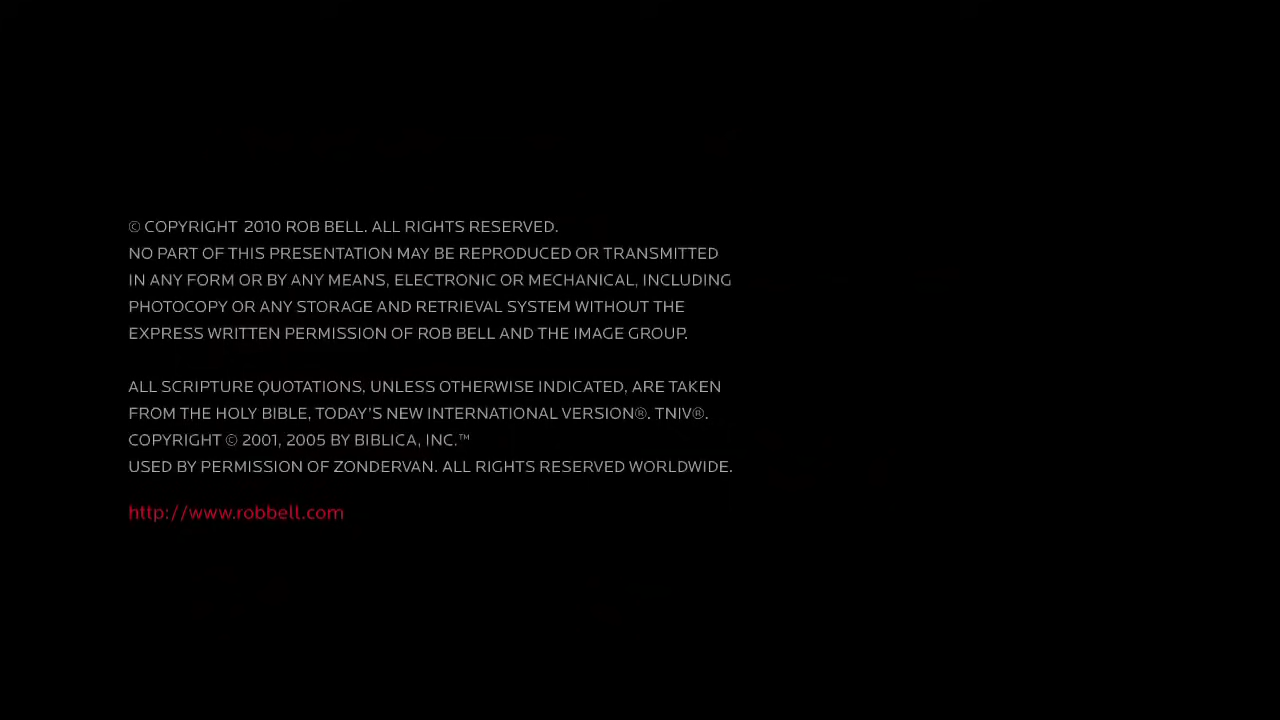 © COPYRIGHT 2010 ROB BELL. ALL RIGHTS RESERVED.
NO PART OF THIS PRESENTATION MAY BE REPRODUCED OR TRANSMITTED
IN ANY FORM OR BY ANY MEANS, ELECTRONIC OR MECHANICAL, INCLUDING
PHOTOCOPY OR ANY STORAGE AND RETRIEVAL SYSTEM WITHOUT THE
EXPRESS WRITTEN PERMISSION OF ROB BELL AND THE IMAGE GROUP.
ALL SCRIPTURE QUOTATIONS, UNLESS OTHERWISE INDICATED, ARE TAKEN
FROM THE HOLY BIBLE, TODAY'S NEW INTERNATIONAL VERSION®. TNIV®.
COPYRIGHT © 2001, 2005 BY BIBLICA, INC.™
USED BY PERMISSION OF ZONDERVAN. ALL RIGHTS RESERVED WORLDWIDE.
http://www.robbell.com